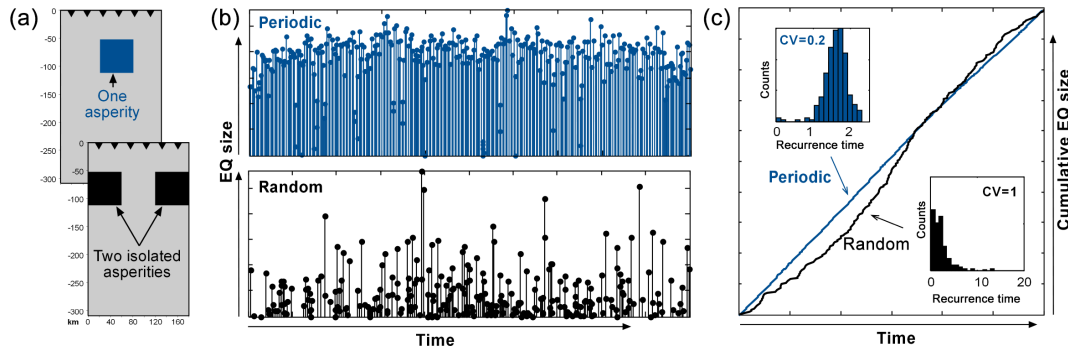 (a)
0
-50
-100
-150
-200
-250
-300
One
asperity
0
-50
-100
-150
-200
-250
-300
Two isolated
asperities
km
0
40
80
120
160
(b)
Periodic
EQ size
Random
Time
(c)
CV=0.2
Counts
0
1
2
Recurrence time
Periodic
Random
CV=1
Counts
0
10
20
Recurrence time
Cumulative EQ size
Time